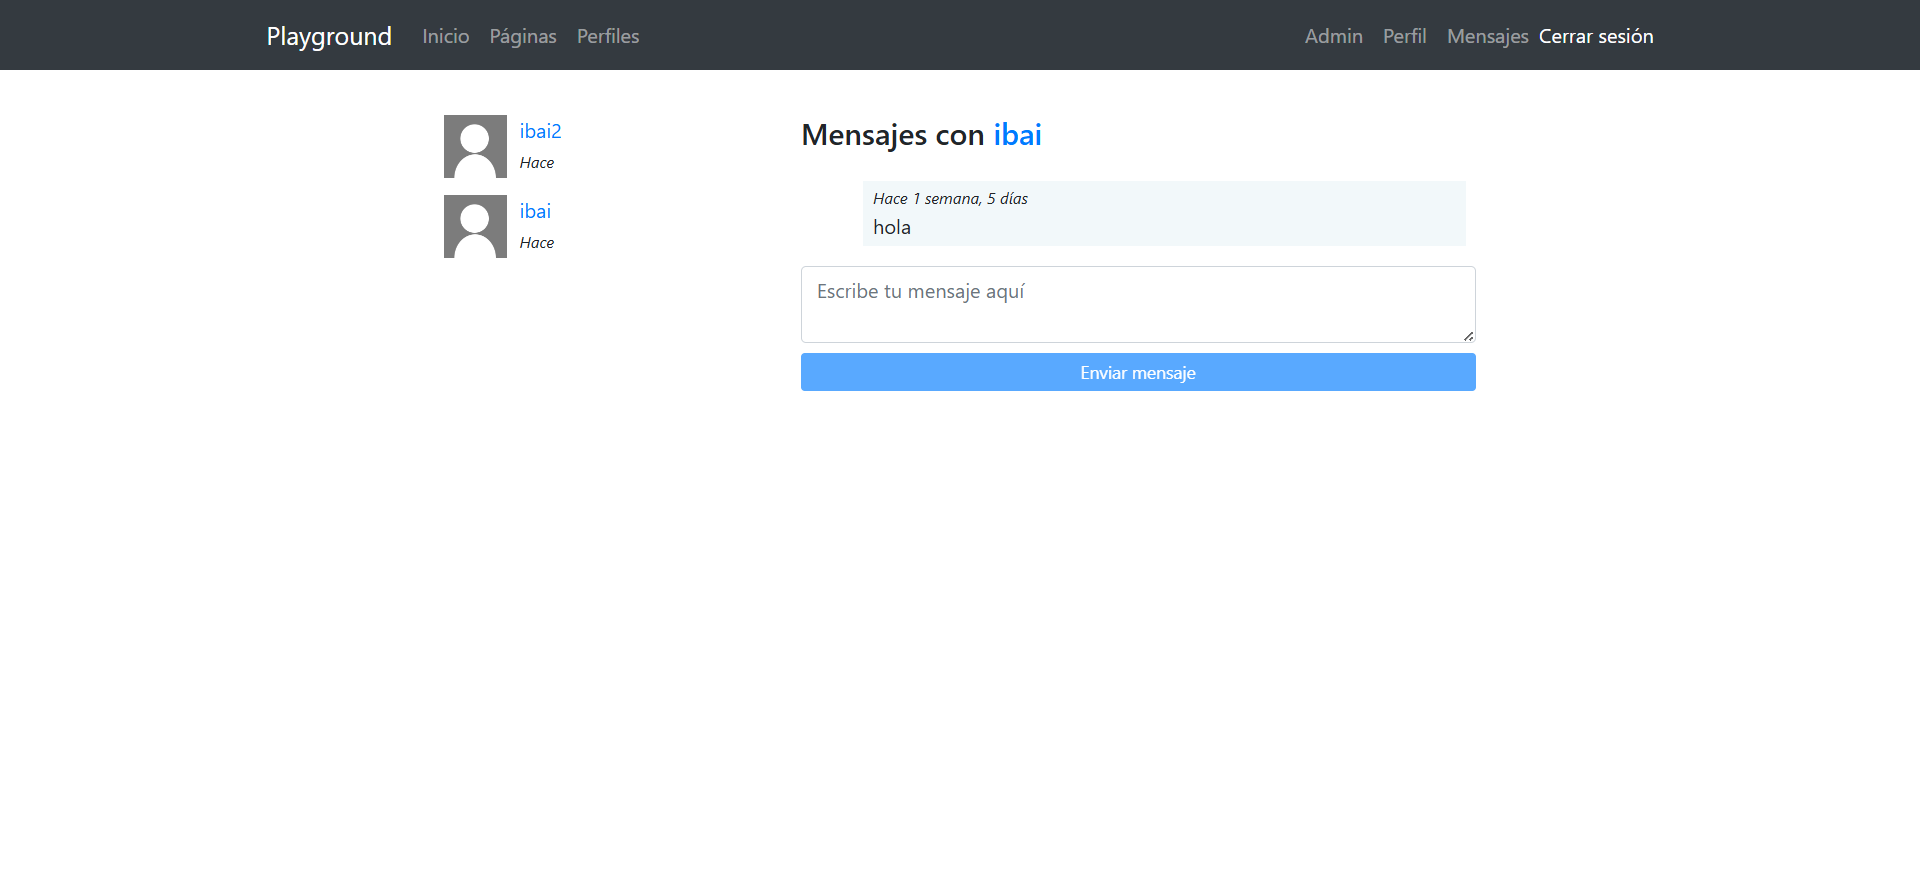 Playground Inicio Páginas Perfiles Admin Perfil Mensajes Cerrar sesión
ibai2
Hace
ibai
Hace
Mensajes con ibai
Hace 1 semana, 5 días
hola
Escribe tu mensaje aquí
Enviar mensaje